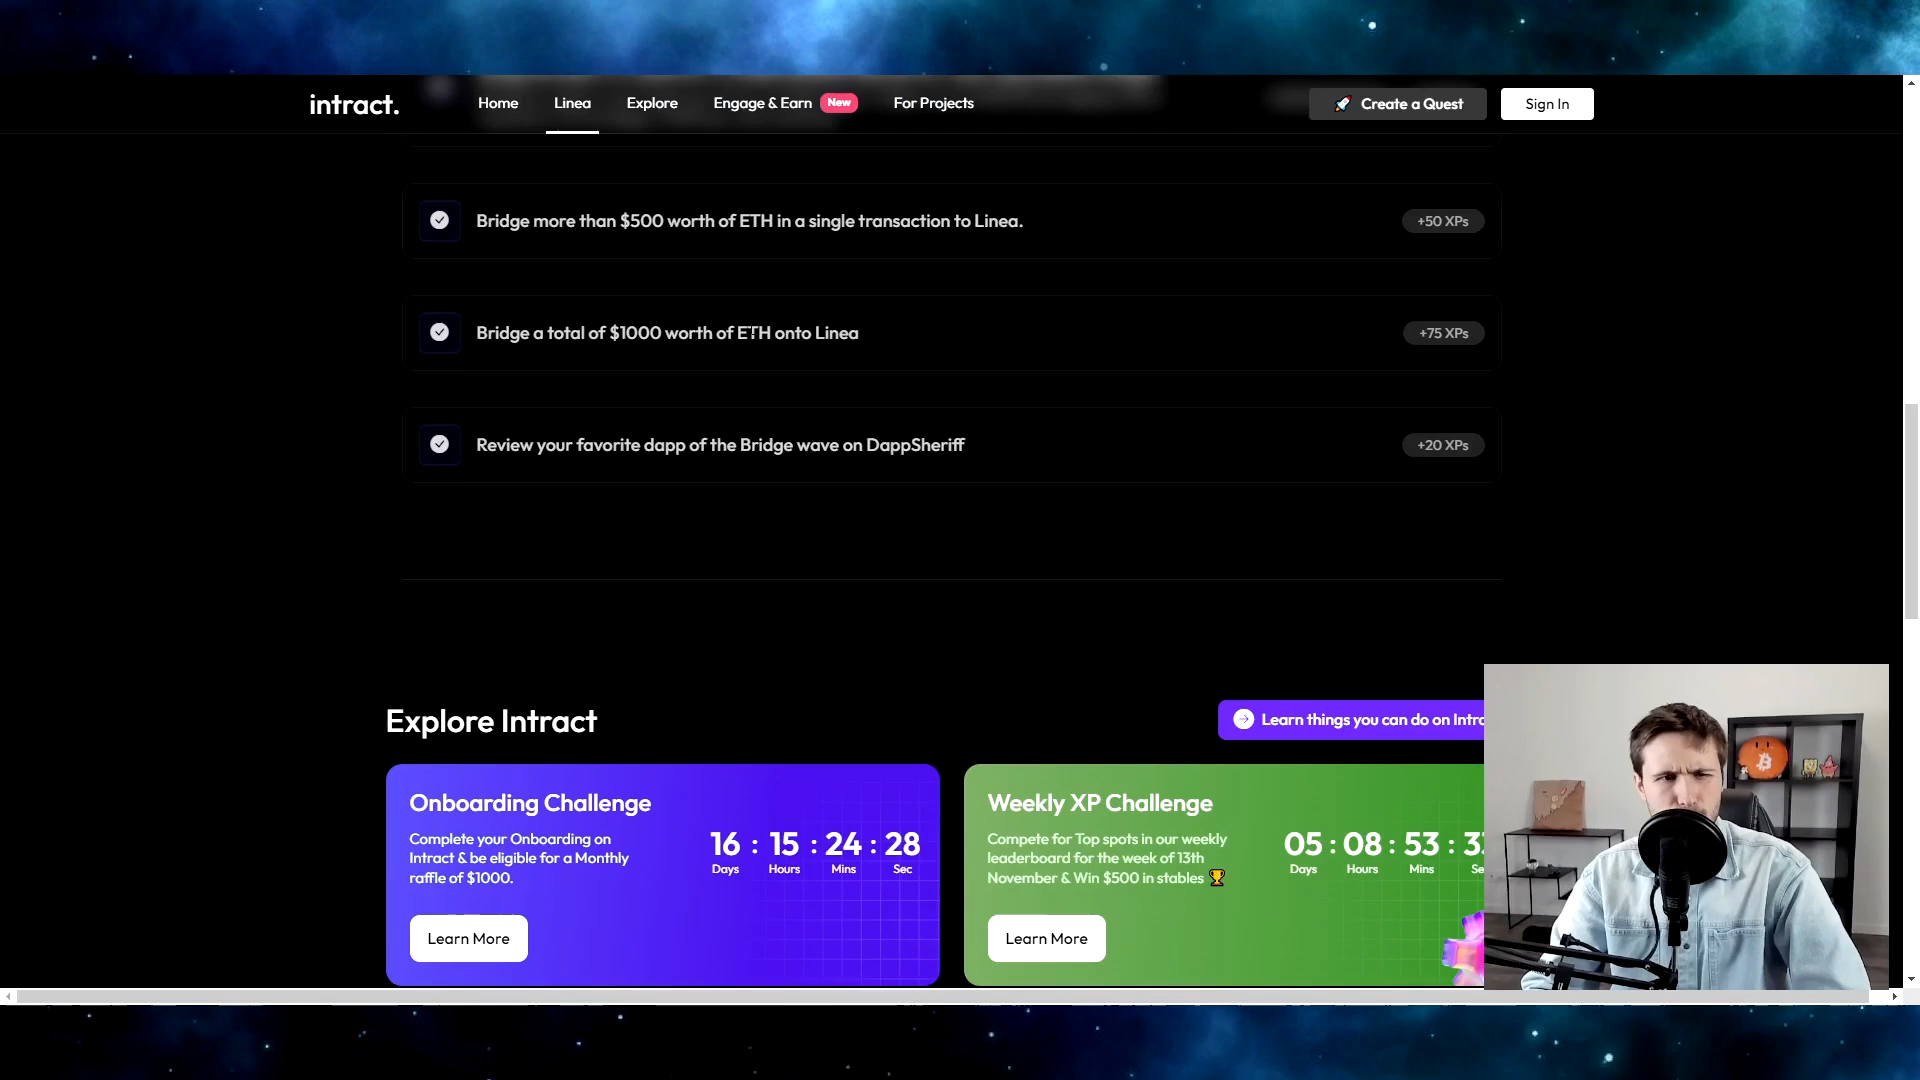 intract.
Home
Linea
Explore
Engage & Earn
New
For Projects
Create a Quest
Sign In
Bridge more than $500 worth of ETH in a single transaction to Linea.
+50 XPs
Bridge a total of $1000 worth of ETH onto Linea
+75 XPs
Review your favorite dapp of the Bridge wave on DappSheriff
+20 XPs
Explore Intract
Learn things you can do on Intra
Onboarding Challenge
Complete your Onboarding on
Intract & be eligible for a Monthly
raffle of $1000.
16 : 15 : 24 : 28
Days Hours Mins Sec
Learn More
Weekly XP Challenge
Compete for Top spots in our weekly
leaderboard for the week of 13th
November & Win $500 in stables
05 : 08 : 53 :
Days Hours Mins Se
Learn More